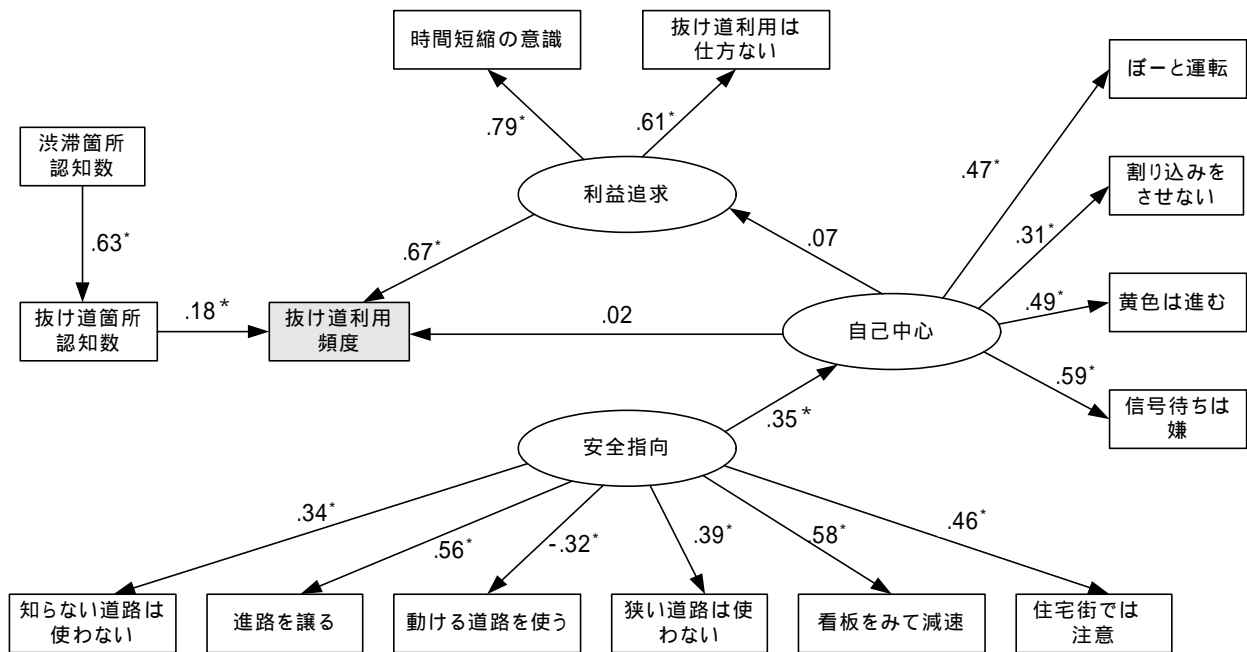 時間短縮の意識
抜け道利用は
仕方ない
ぼーと運転
.79*
.61*
渋滞箇所
認知数
.47*
割り込みを
させない
利益追求
.63*
.67*
.07
.31*
抜け道箇所
認知数
.18*
抜け道利用
頻度
.02
自己中心
.49*
黄色は進む
.59*
信号待ちは
嫌
.35*
安全指向
.34*
.56*
-.32*
.39*
.58*
.46*
知らない道路は
使わない
進路を譲る
動ける道路を使う
狭い道路は使
わない
看板をみて減速
住宅街では
注意